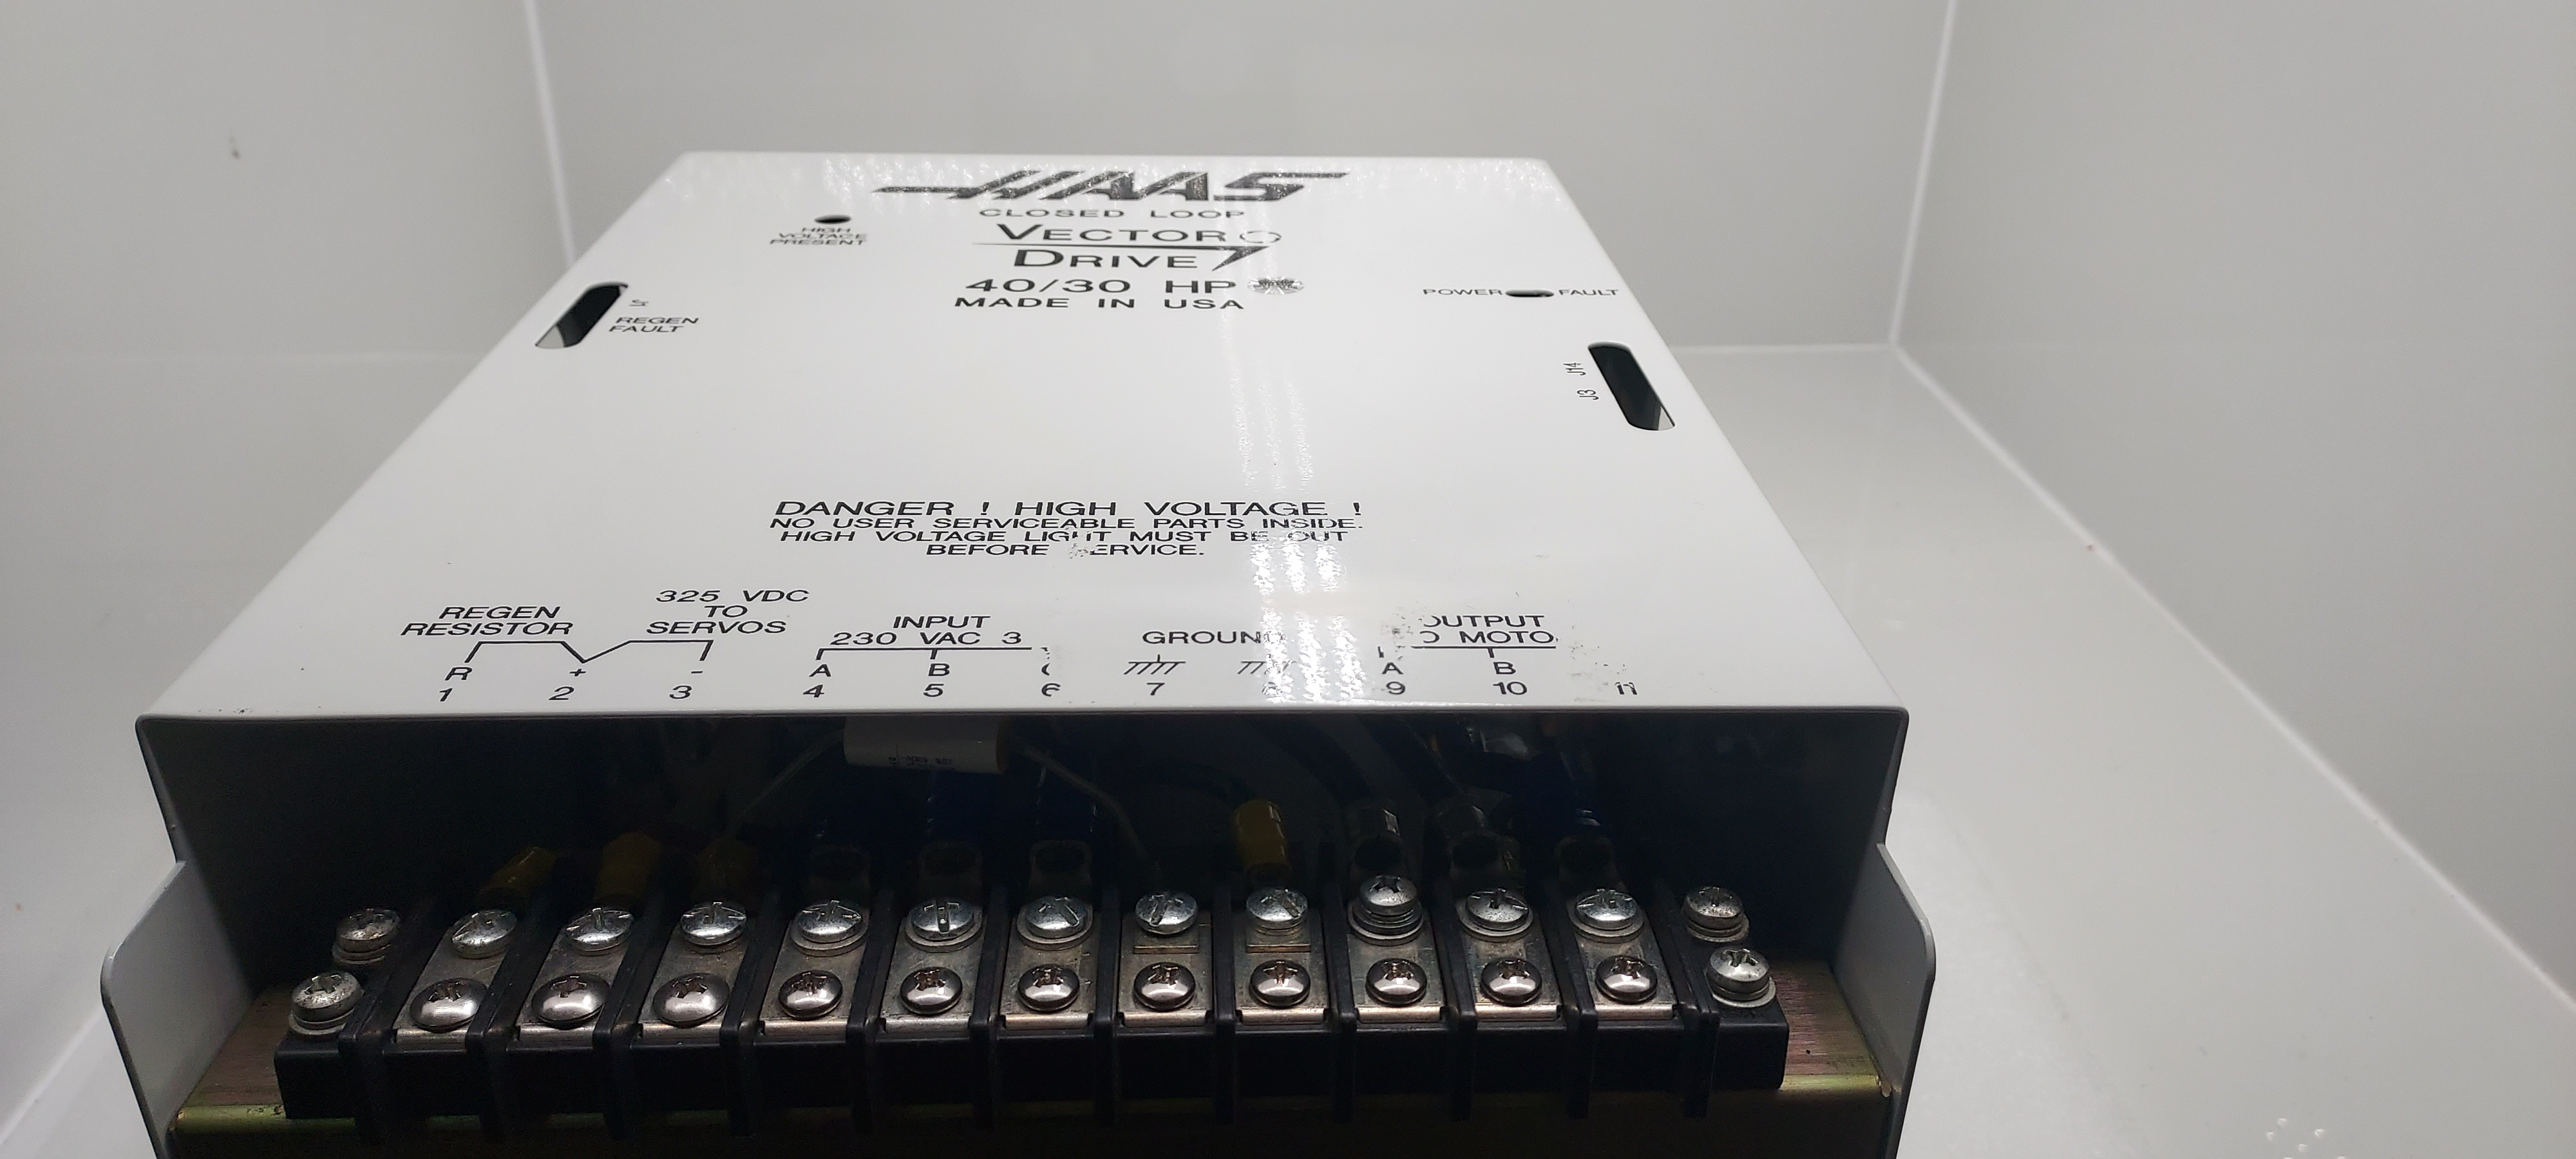 HAAS
CLOSED LOOP
VECTOR
DRIVE
40/30 HP
MADE IN USA
HIGH
VOLTAGE
PRESENT
REGEN
FAULT
POWER FAULT
J14
J3
DANGER ! HIGH VOLTAGE !
NO USER SERVICEABLE PARTS INSIDE.
HIGH VOLTAGE LIGHT MUST BE OUT
BEFORE SERVICE.
REGEN
RESISTOR
325 VDC
TO
SERVOS
INPUT
230 VAC 3
GROUND
OUTPUT
MOTO
R + - A B A B
1 2 3 4 5 6 7 8 9 10 11